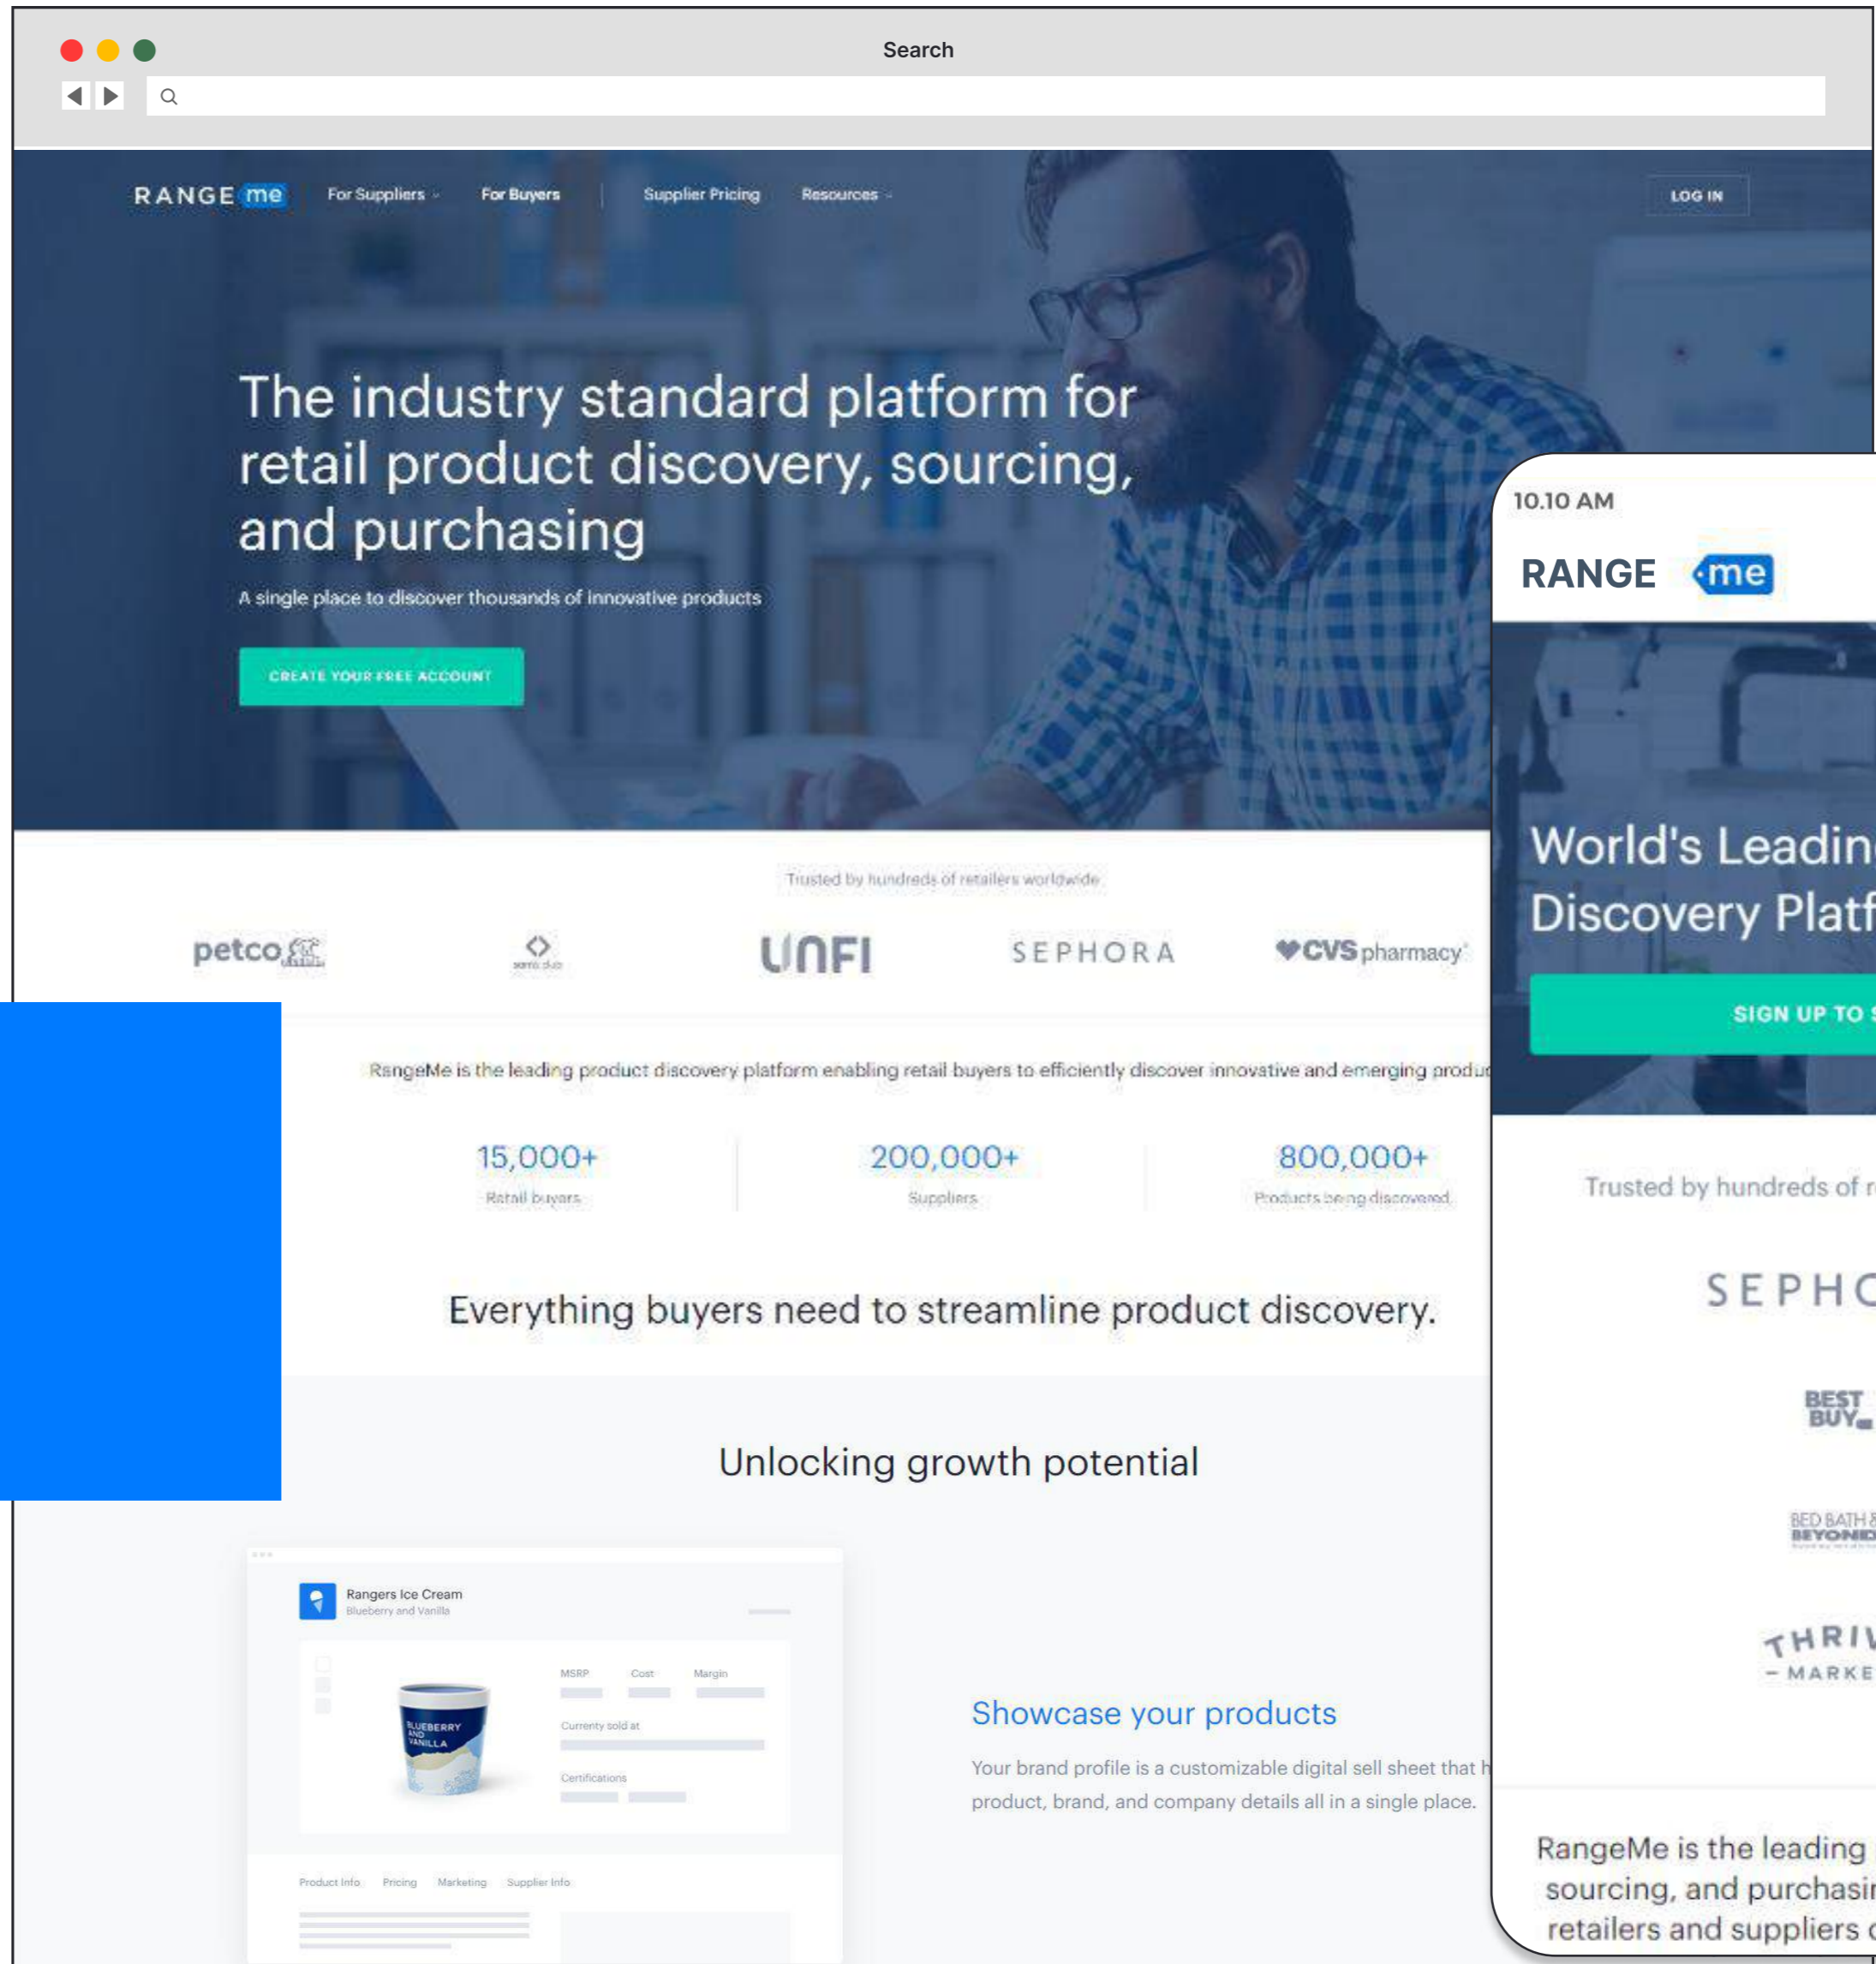 Search
RANGE me For Suppliers For Buyers Supplier Pricing Resources LOG IN
The industry standard platform for
retail product discovery, sourcing,
and purchasing
A single place to discover thousands of innovative products
CREATE YOUR FREE ACCOUNT
Trusted by hundreds of retailers worldwide
petco UNFI SEPHORA CVS pharmacy
RangeMe is the leading product discovery platform enabling retail buyers to efficiently discover innovative and emerging
15,000+ 200,000+ 800,000+
Retail buyers Suppliers Products being discovered
Everything buyers need to streamline product discovery.
Unlocking growth potential
Rangers Ice Cream
Blueberry and Vanilla
MSRP Cost Margin
BLUEBERRY
AND
VANILLA
Currenty sold at
Certifications
Product Info Pricing Marketing Supplier Info
Showcase your products
Your brand profile is a customizable digital sell sheet that
product, brand, and company details all in a single place.
10.10 AM
RANGE me
World's
Discovery
SIGN UP TO
Trusted by hundreds of
BEST
BUY
BED BATH &
BEYOND
RangeMe is the leading
sourcing, and
retailers and suppliers